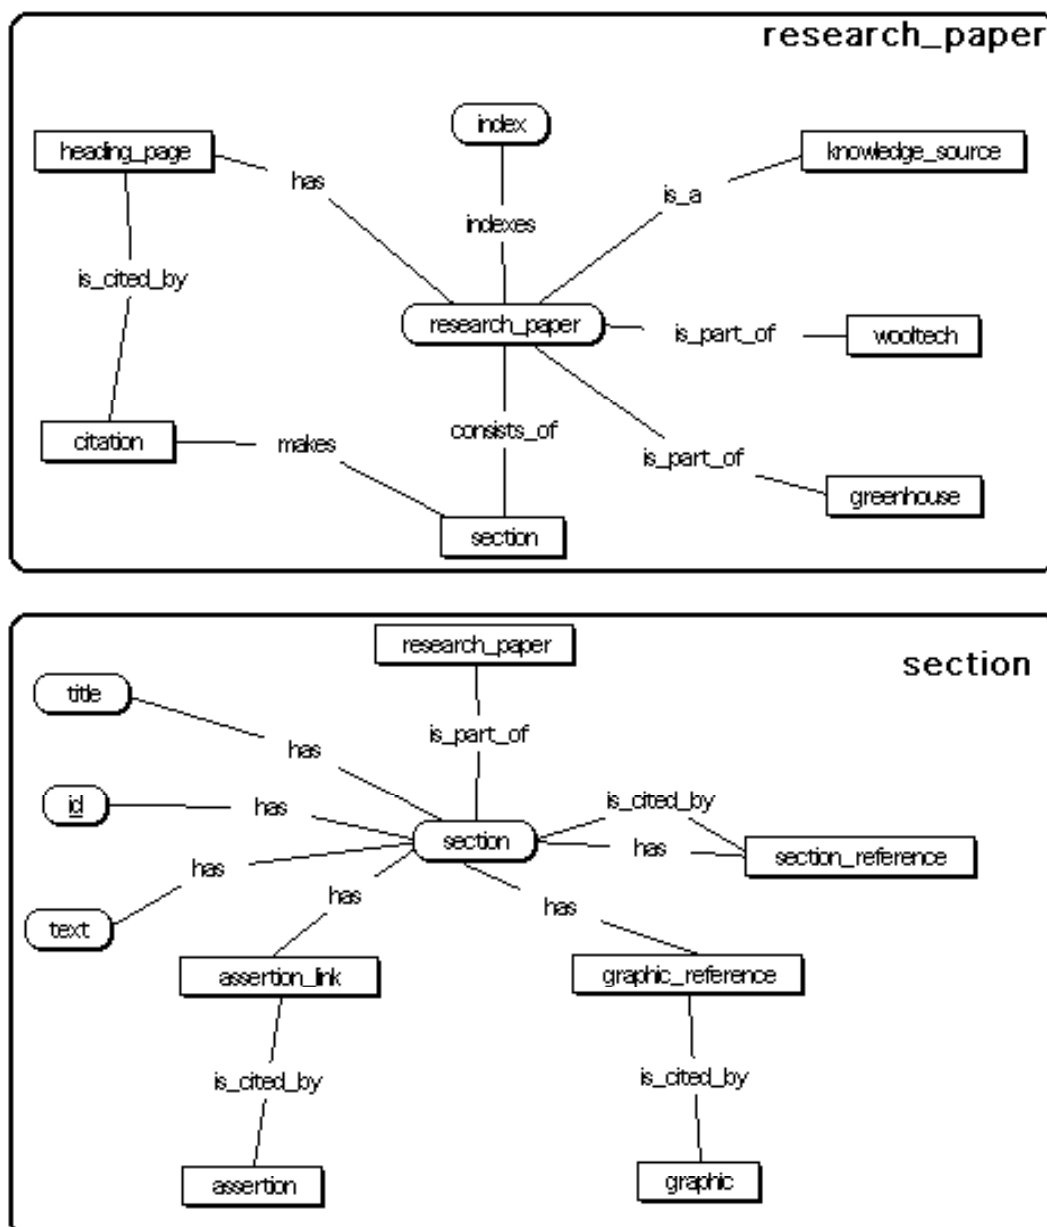 research_paper
index
heading_page
knowledge_source
has
is_a
indexes
is_cited_by
research_paper
is_part_of
wooltech
citation
makes
consists_of
is_part_of
greenhouse
section
research_paper
section
title
is_part_of
has
id
has
is_cited_by
section
has
section_reference
has
has
has
text
assertion_link
graphic_reference
is_cited_by
is_cited_by
assertion
graphic